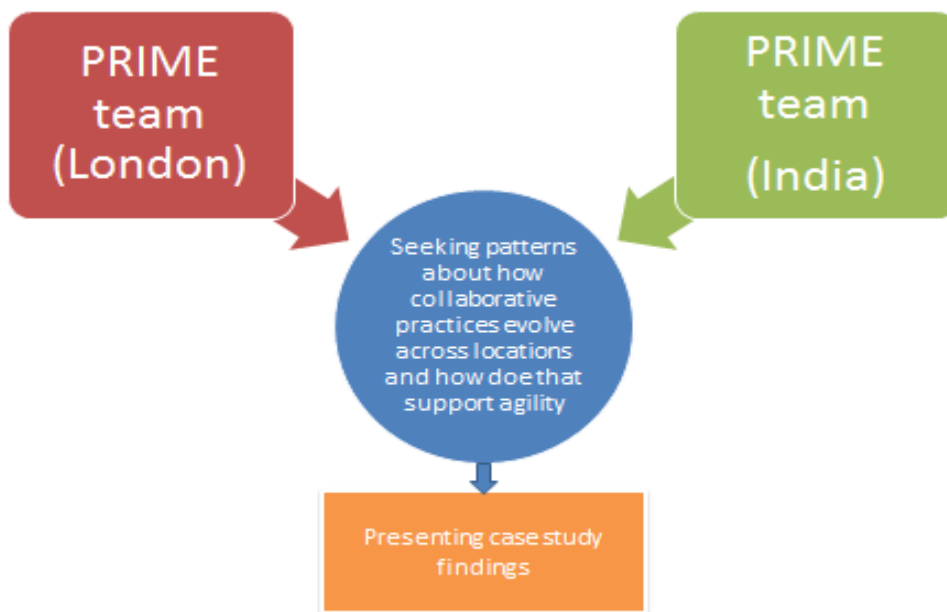 PRIME
team
(London)
PRIME
team
(India)
Seeking patterns
about how
collaborative
practices evolve
across locations
and how doe that
support agility
Presenting case study
findings